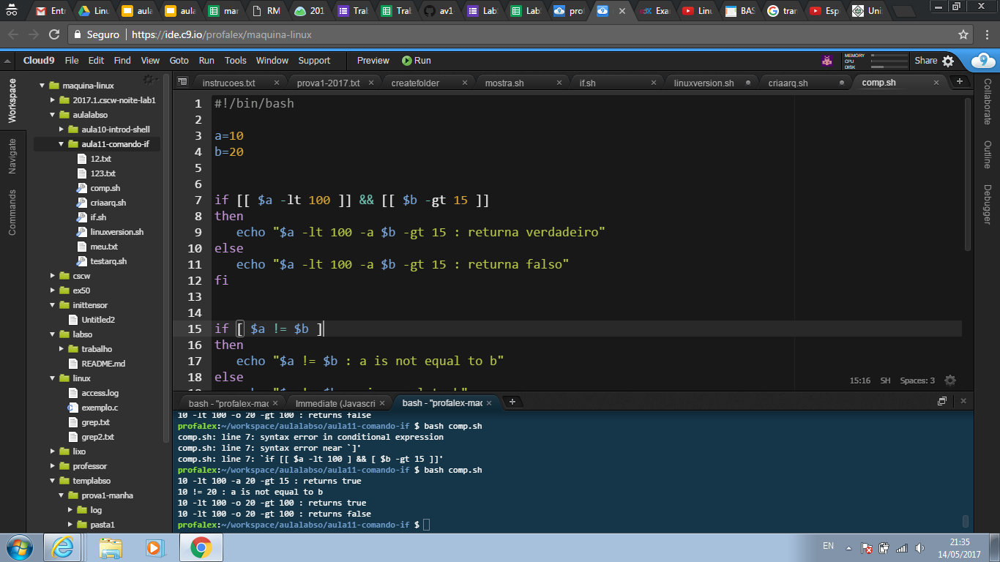 Entr
Linu
aula
aula
mar
RM
201
Trab
Trab
av1
Lab
Lab
prof
Exa
Linu
BAS
tran
Esp
Uni
Seguro | https://ide.c9.io/profalex/maquina-linux
Cloud9 File Edit Find View Goto Run Tools Window Support Preview Run MEMORY CPU DISK Share
Workspace
Navigate
Commands
maquina-linux
2017.1.cscw-noite-lab1
aulalabso
aula10-introd-shell
aula11-comando-if
12.txt
123.txt
comp.sh
criaarq.sh
if.sh
linuxversion.sh
meu.txt
testarq.sh
cscw
ex50
inittensor
Untitled2
labso
trabalho
README.md
linux
access.log
exemplo.c
grep.txt
grep2.txt
lixo
professor
templabso
prova1-manha
log
pasta1
instrucoes.txt prova1-2017.txt createfolder mostra.sh if.sh linuxversion.sh criaarq.sh comp.sh
1 #!/bin/bash
2
3 a=10
4 b=20
5
6
7 if [[ $a -lt 100 ]] && [[ $b -gt 15 ]]
8 then
9 echo "$a -lt 100 -a $b -gt 15 : returna verdadeiro"
10 else
11 echo "$a -lt 100 -a $b -gt 15 : returna falso"
12 fi
13
14
15 if [ $a != $b ]
16 then
17 echo "$a != $b : a is not equal to b"
18 else
15:16 SH Spaces: 3
Collaborate
Outline
Debugger
bash - "profalex-mac Immediate (Javascri bash - "profalex-mac
10 -lt 100 -o 20 -gt 100 : returns false
profalex:~/workspace/aulalabso/aula11-comando-if $ bash comp.sh
comp.sh: line 7: syntax error in conditional expression
comp.sh: line 7: syntax error near `]'
comp.sh: line 7: `if [[ $a -lt 100 ] && [ $b -gt 15 ]]'
profalex:~/workspace/aulalabso/aula11-comando-if $ bash comp.sh
10 -lt 100 -a 20 -gt 15 : returns true
10 != 20 : a is not equal to b
10 -lt 100 -o 20 -gt 100 : returns true
10 -lt 100 -o 20 -gt 100 : returns false
profalex:~/workspace/aulalabso/aula11-comando-if $
EN
21:35
14/05/2017